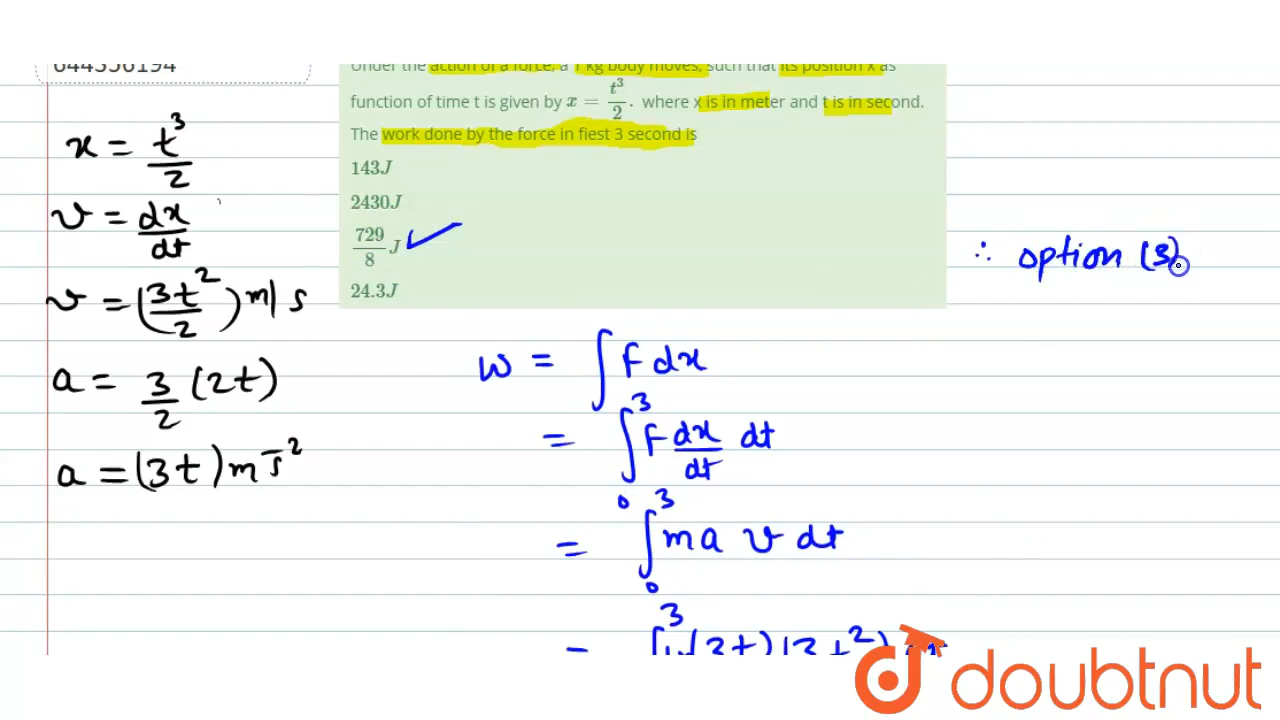 644356194
Under the action of a force, a 1 kg body moves, such that its position x as
function of time t is given by x = t³/2. where x is in meter and t is in second.
The work done by the force in fiest 3 second is
143J
2430J
729/8 J
24.3J
x = t³/2
v = dx/dt
v = (3t²/2) m/s
a = 3/2 (2t)
a = (3t) ms⁻²
∴ option (3)
w = ∫ F dx
= ∫₀³ F dx/dt dt
= ∫₀³ ma v dt
doubtnut